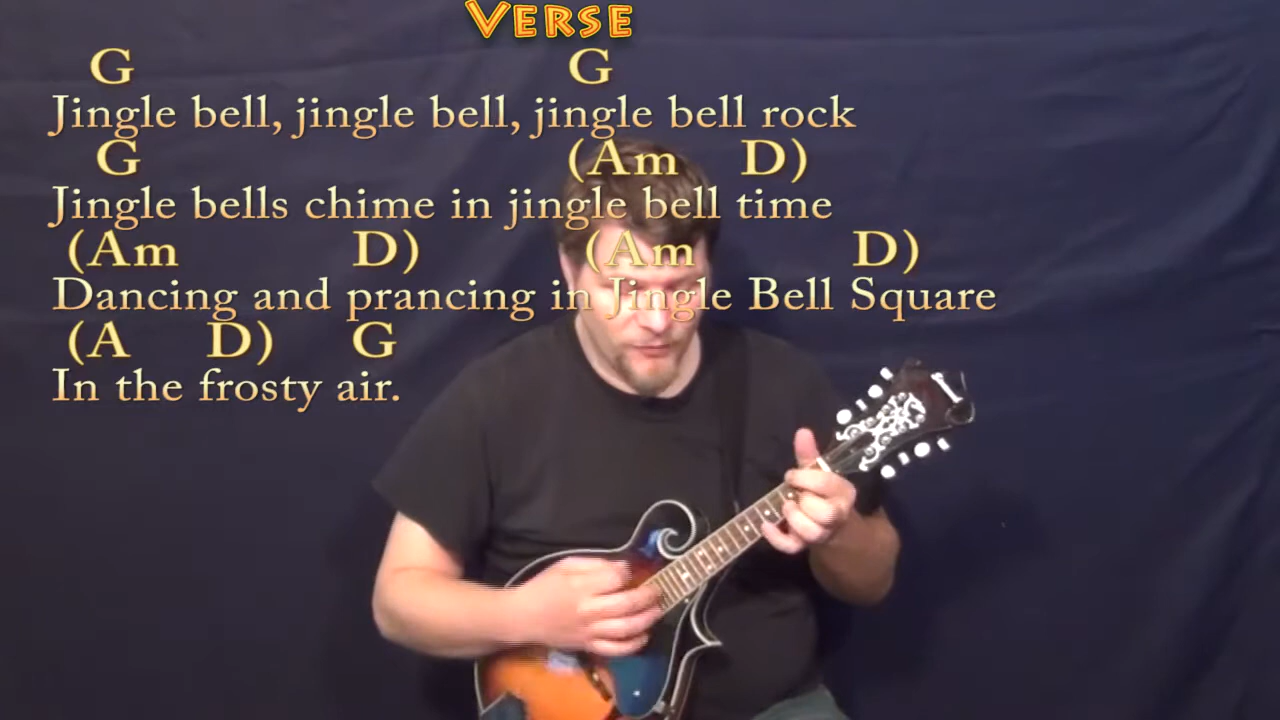 VERSE
G G
Jingle bell, jingle bell, jingle bell rock
G (Am D)
Jingle bells chime in jingle bell time
(Am D) (Am D)
Dancing and prancing in Jingle Bell Square
(A D) G
In the frosty air.